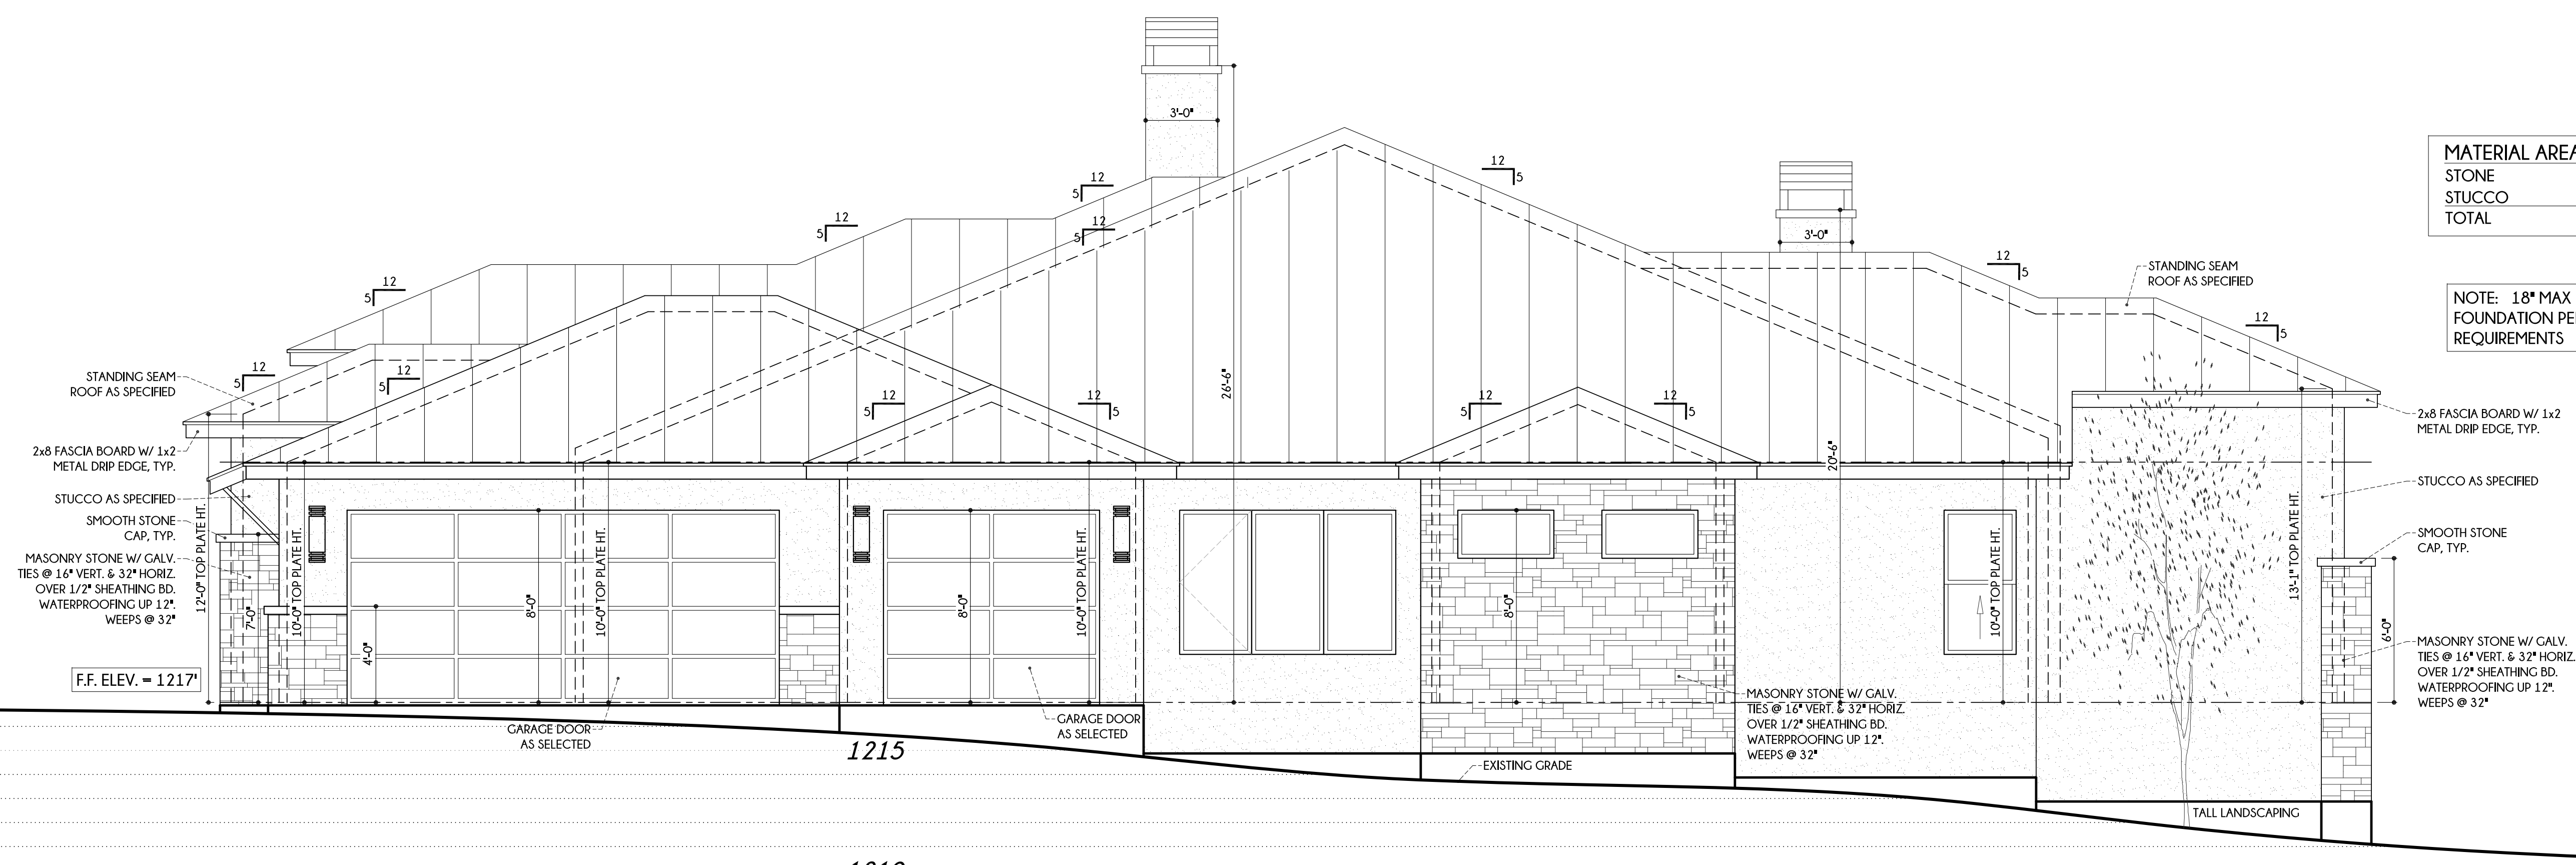 3'-0"
12
5
12
5
12
5
12
5
12
5
12
5
3'-0"
12
5
12
5
12
5
12
5
12
5
12
5
12
5
12
5
26'-6"
20'-6"
MATERIAL AREA
STONE
STUCCO
TOTAL
NOTE: 18" MAX
FOUNDATION PE
REQUIREMENTS
STANDING SEAM
ROOF AS SPECIFIED
STANDING SEAM
ROOF AS SPECIFIED
2x8 FASCIA BOARD W/ 1x2
METAL DRIP EDGE, TYP.
STUCCO AS SPECIFIED
SMOOTH STONE
CAP, TYP.
MASONRY STONE W/ GALV.
TIES @ 16" VERT. & 32" HORIZ.
OVER 1/2" SHEATHING BD.
WATERPROOFING UP 12".
WEEPS @ 32"
F.F. ELEV. = 1217'
12'-0" TOP PLATE HT.
7'-0"
10'-0" TOP PLATE HT.
4'-0"
8'-0"
10'-0" TOP PLATE HT.
8'-0"
10'-0" TOP PLATE HT.
8'-0"
10'-0" TOP PLATE HT.
13'-1" TOP PLATE HT.
6'-0"
2x8 FASCIA BOARD W/ 1x2
METAL DRIP EDGE, TYP.
STUCCO AS SPECIFIED
SMOOTH STONE
CAP, TYP.
MASONRY STONE W/ GALV.
TIES @ 16" VERT. & 32" HORIZ.
OVER 1/2" SHEATHING BD.
WATERPROOFING UP 12".
WEEPS @ 32"
MASONRY STONE W/ GALV.
TIES @ 16" VERT. & 32" HORIZ.
OVER 1/2" SHEATHING BD.
WATERPROOFING UP 12".
WEEPS @ 32"
GARAGE DOOR
AS SELECTED
GARAGE DOOR
AS SELECTED
1215
EXISTING GRADE
TALL LANDSCAPING